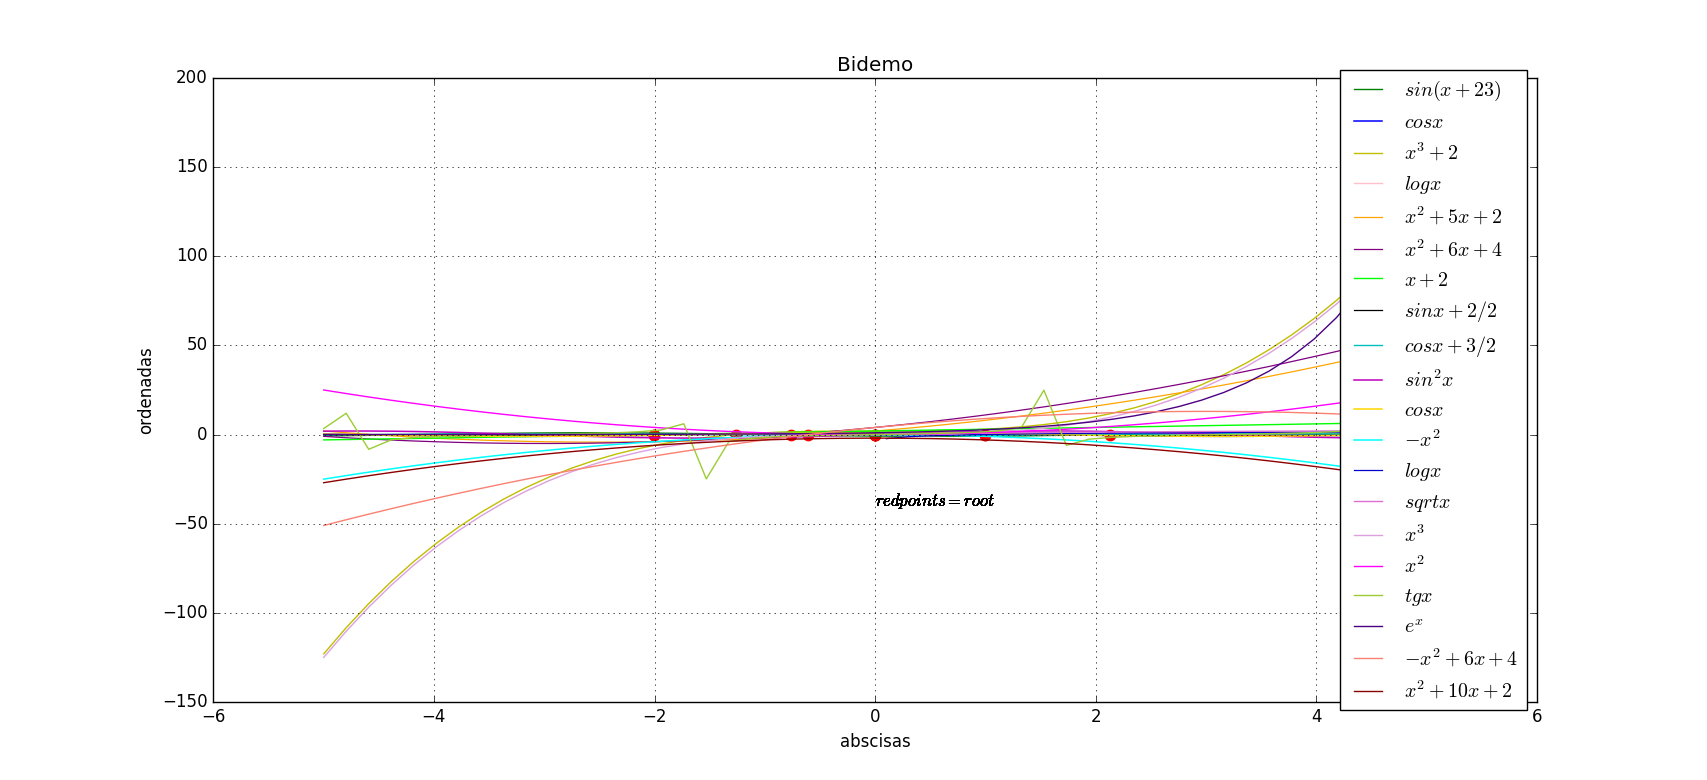 Bidemo
200
150
100
50
0
−50
−100
−150
ordenadas
−6 −4 −2 0 2 4 6
abscisas
redpoints = root
sin(x + 23)
cosx
x³ + 2
logx
x² + 5x + 2
x² + 6x + 4
x + 2
sinx + 2/2
cosx + 3/2
sin²x
cosx
−x²
logx
sqrtx
x³
x²
tgx
eˣ
−x² + 6x + 4
x² + 10x + 2